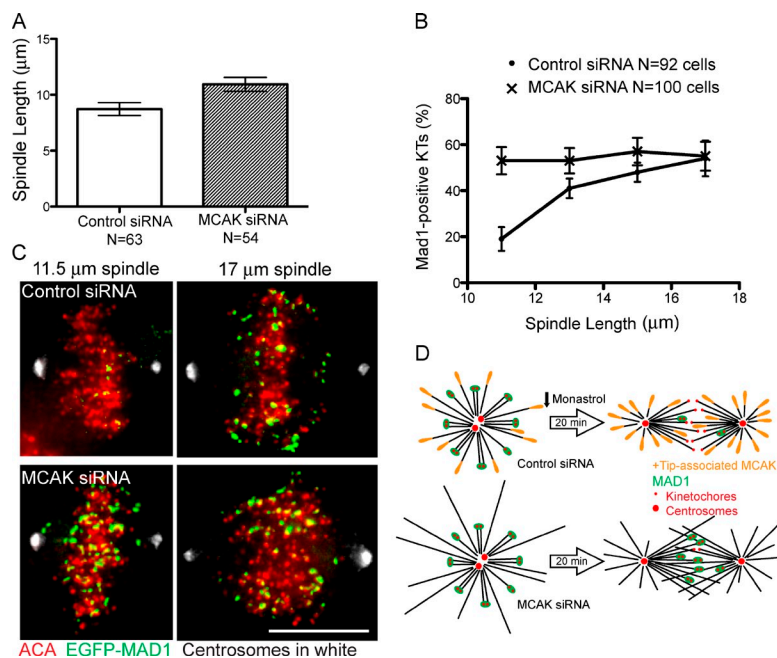 A
Spindle Length (μm)
15
10
5
0
Control siRNA
N=63
MCAK siRNA
N=54
B
Control siRNA N=92 cells
MCAK siRNA N=100 cells
Mad1-positive KTs (%)
80
60
40
20
0
10
12
14
16
18
Spindle Length (μm)
C
11.5 μm spindle
17 μm spindle
Control siRNA
MCAK siRNA
ACA EGFP-MAD1 Centrosomes in white
D
Monastrol
20 min
Control siRNA
+Tip-associated MCAK
MAD1
Kinetochores
Centrosomes
20 min
MCAK siRNA